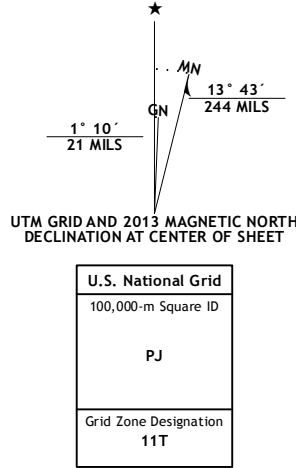 ★
MN
GN
13° 43´
244 MILS
1° 10´
21 MILS
UTM GRID AND 2013 MAGNETIC NORTH
DECLINATION AT CENTER OF SHEET
U.S. National Grid
100,000-m Square ID
PJ
Grid Zone Designation
11T